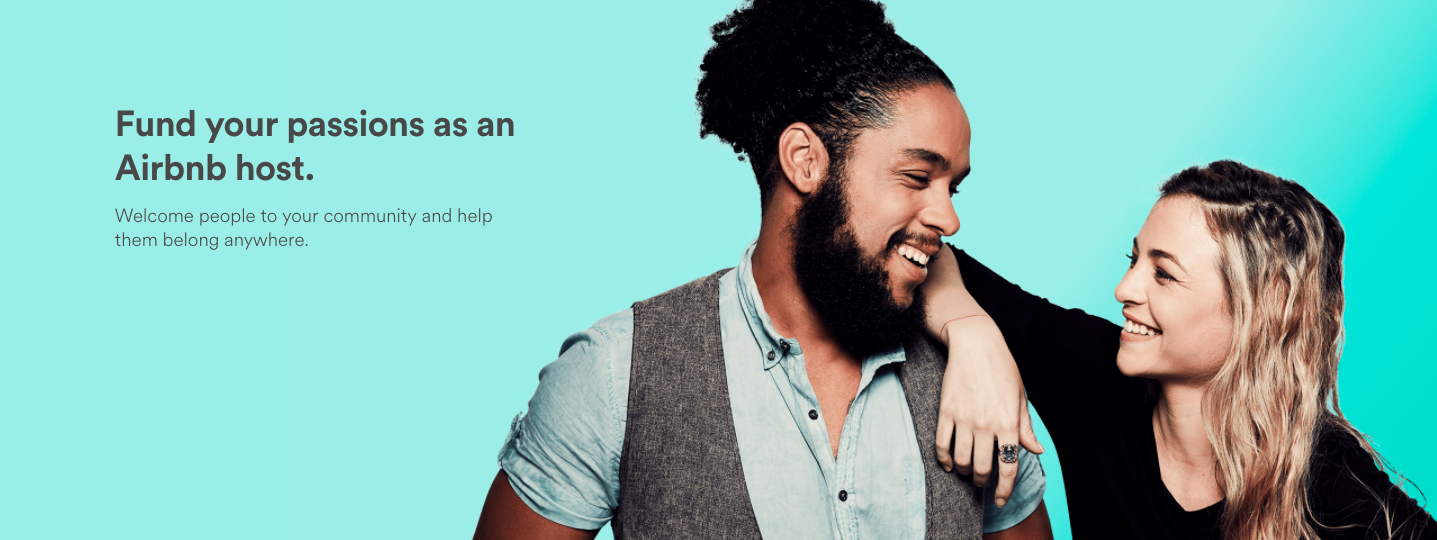 Fund your passions as an
Airbnb host.
Welcome people to your community and help
them belong anywhere.